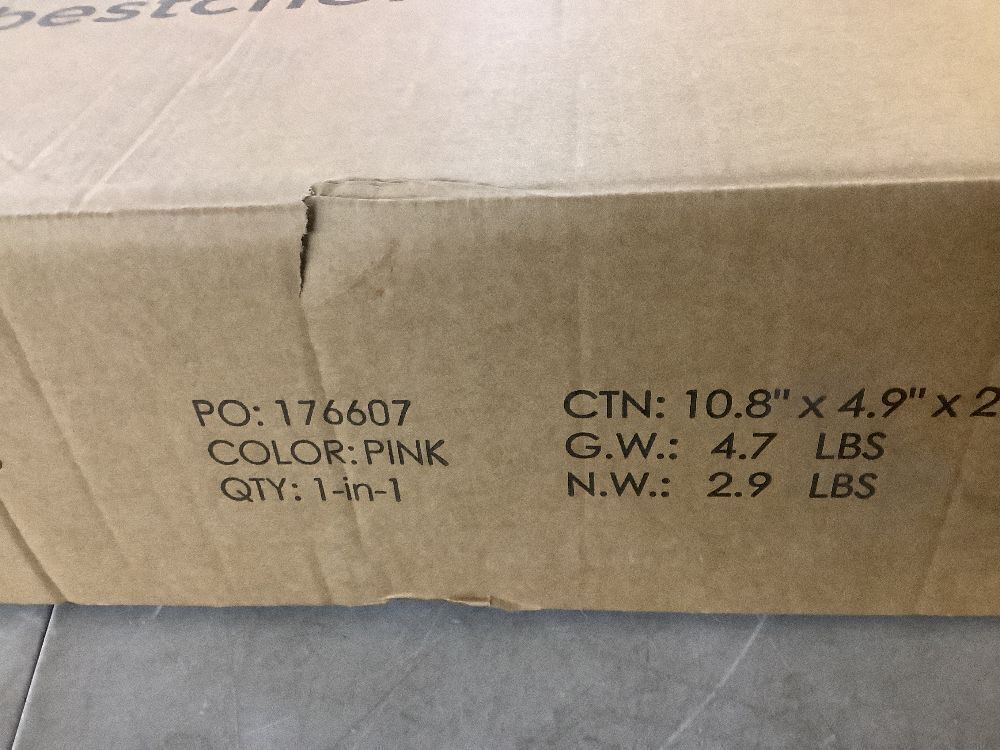 PO: 176607
COLOR: PINK
QTY: 1-in-1
CTN: 10.8" x 4.9" x 2
G.W.: 4.7 LBS
N.W.: 2.9 LBS